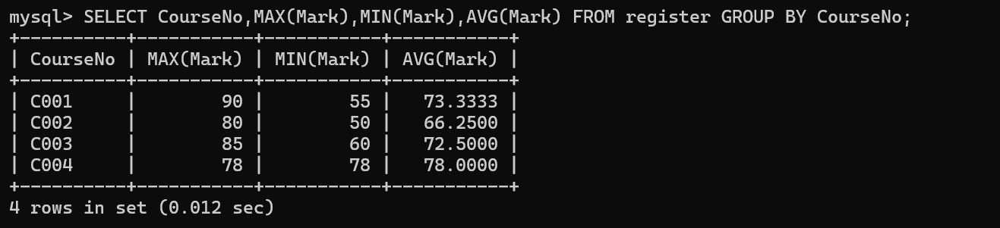 mysql> SELECT CourseNo,MAX(Mark),MIN(Mark),AVG(Mark) FROM register GROUP BY CourseNo;
+----------+-----------+-----------+-----------+
| CourseNo | MAX(Mark) | MIN(Mark) | AVG(Mark) |
+----------+-----------+-----------+-----------+
| C001     |        90 |        55 |   73.3333 |
| C002     |        80 |        50 |   66.2500 |
| C003     |        85 |        60 |   72.5000 |
| C004     |        78 |        78 |   78.0000 |
+----------+-----------+-----------+-----------+
4 rows in set (0.012 sec)